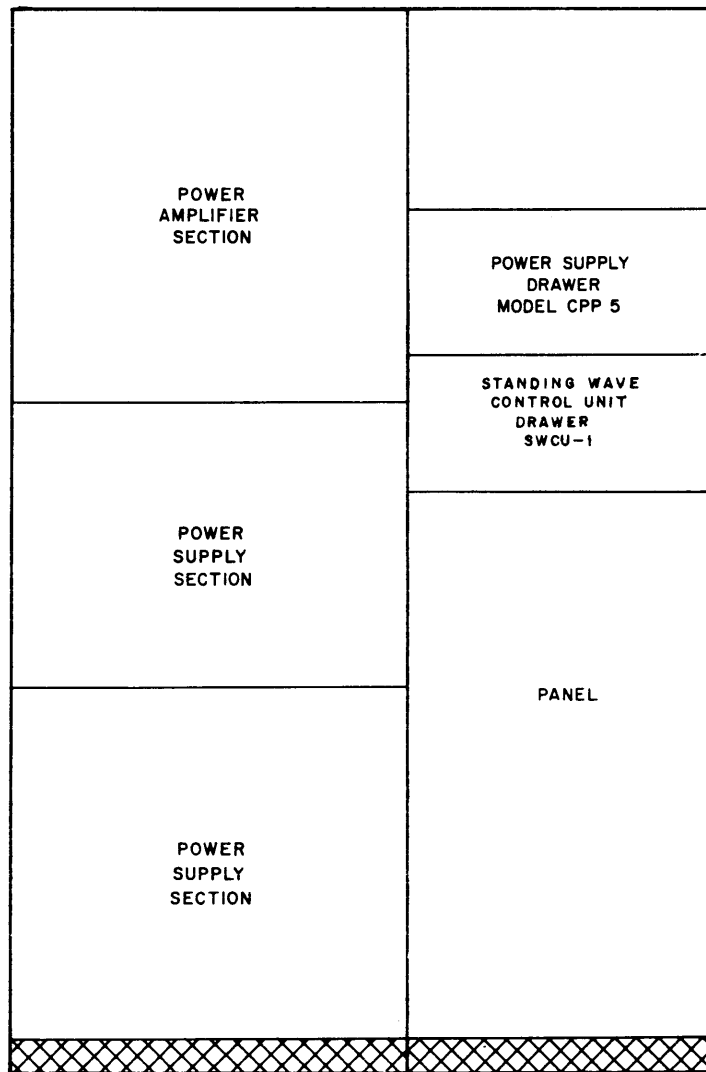 POWER
AMPLIFIER
SECTION
POWER
SUPPLY
SECTION
POWER
SUPPLY
SECTION
POWER SUPPLY
DRAWER
MODEL CPP 5
STANDING WAVE
CONTROL UNIT
DRAWER
SWCU-1
PANEL